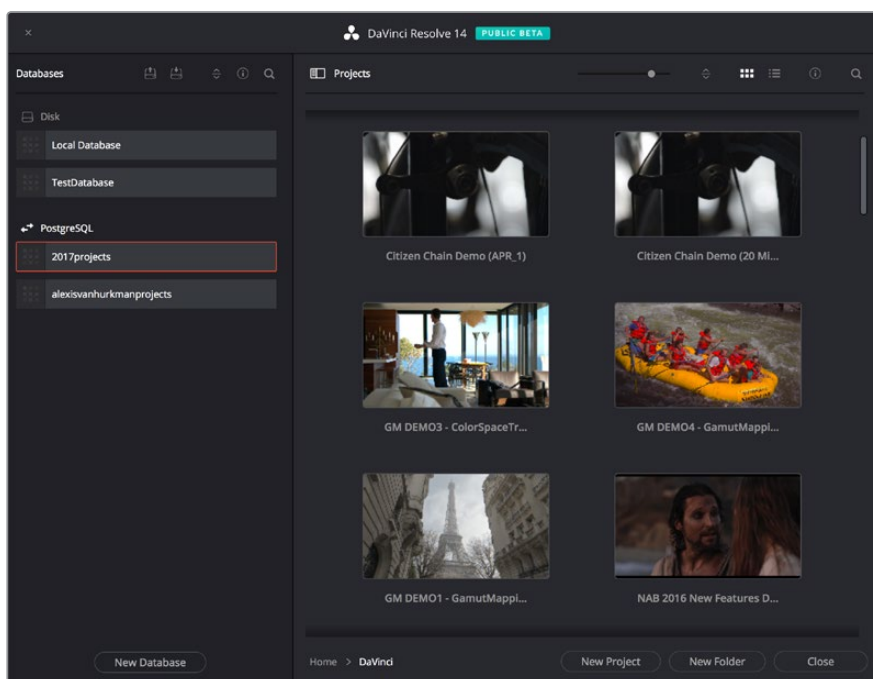 DaVinci Resolve 14 PUBLIC BETA
Databases
Projects
Disk
Local Database
TestDatabase
PostgreSQL
2017projects
alexisvanhurkmanprojects
Citizen Chain Demo (APR_1)
Citizen Chain Demo (20 Mi...
GM DEMO3 - ColorSpaceTr...
GM DEMO4 - GamutMappi...
GM DEMO1 - GamutMappi...
NAB 2016 New Features D...
New Database
Home > DaVinci
New Project
New Folder
Close